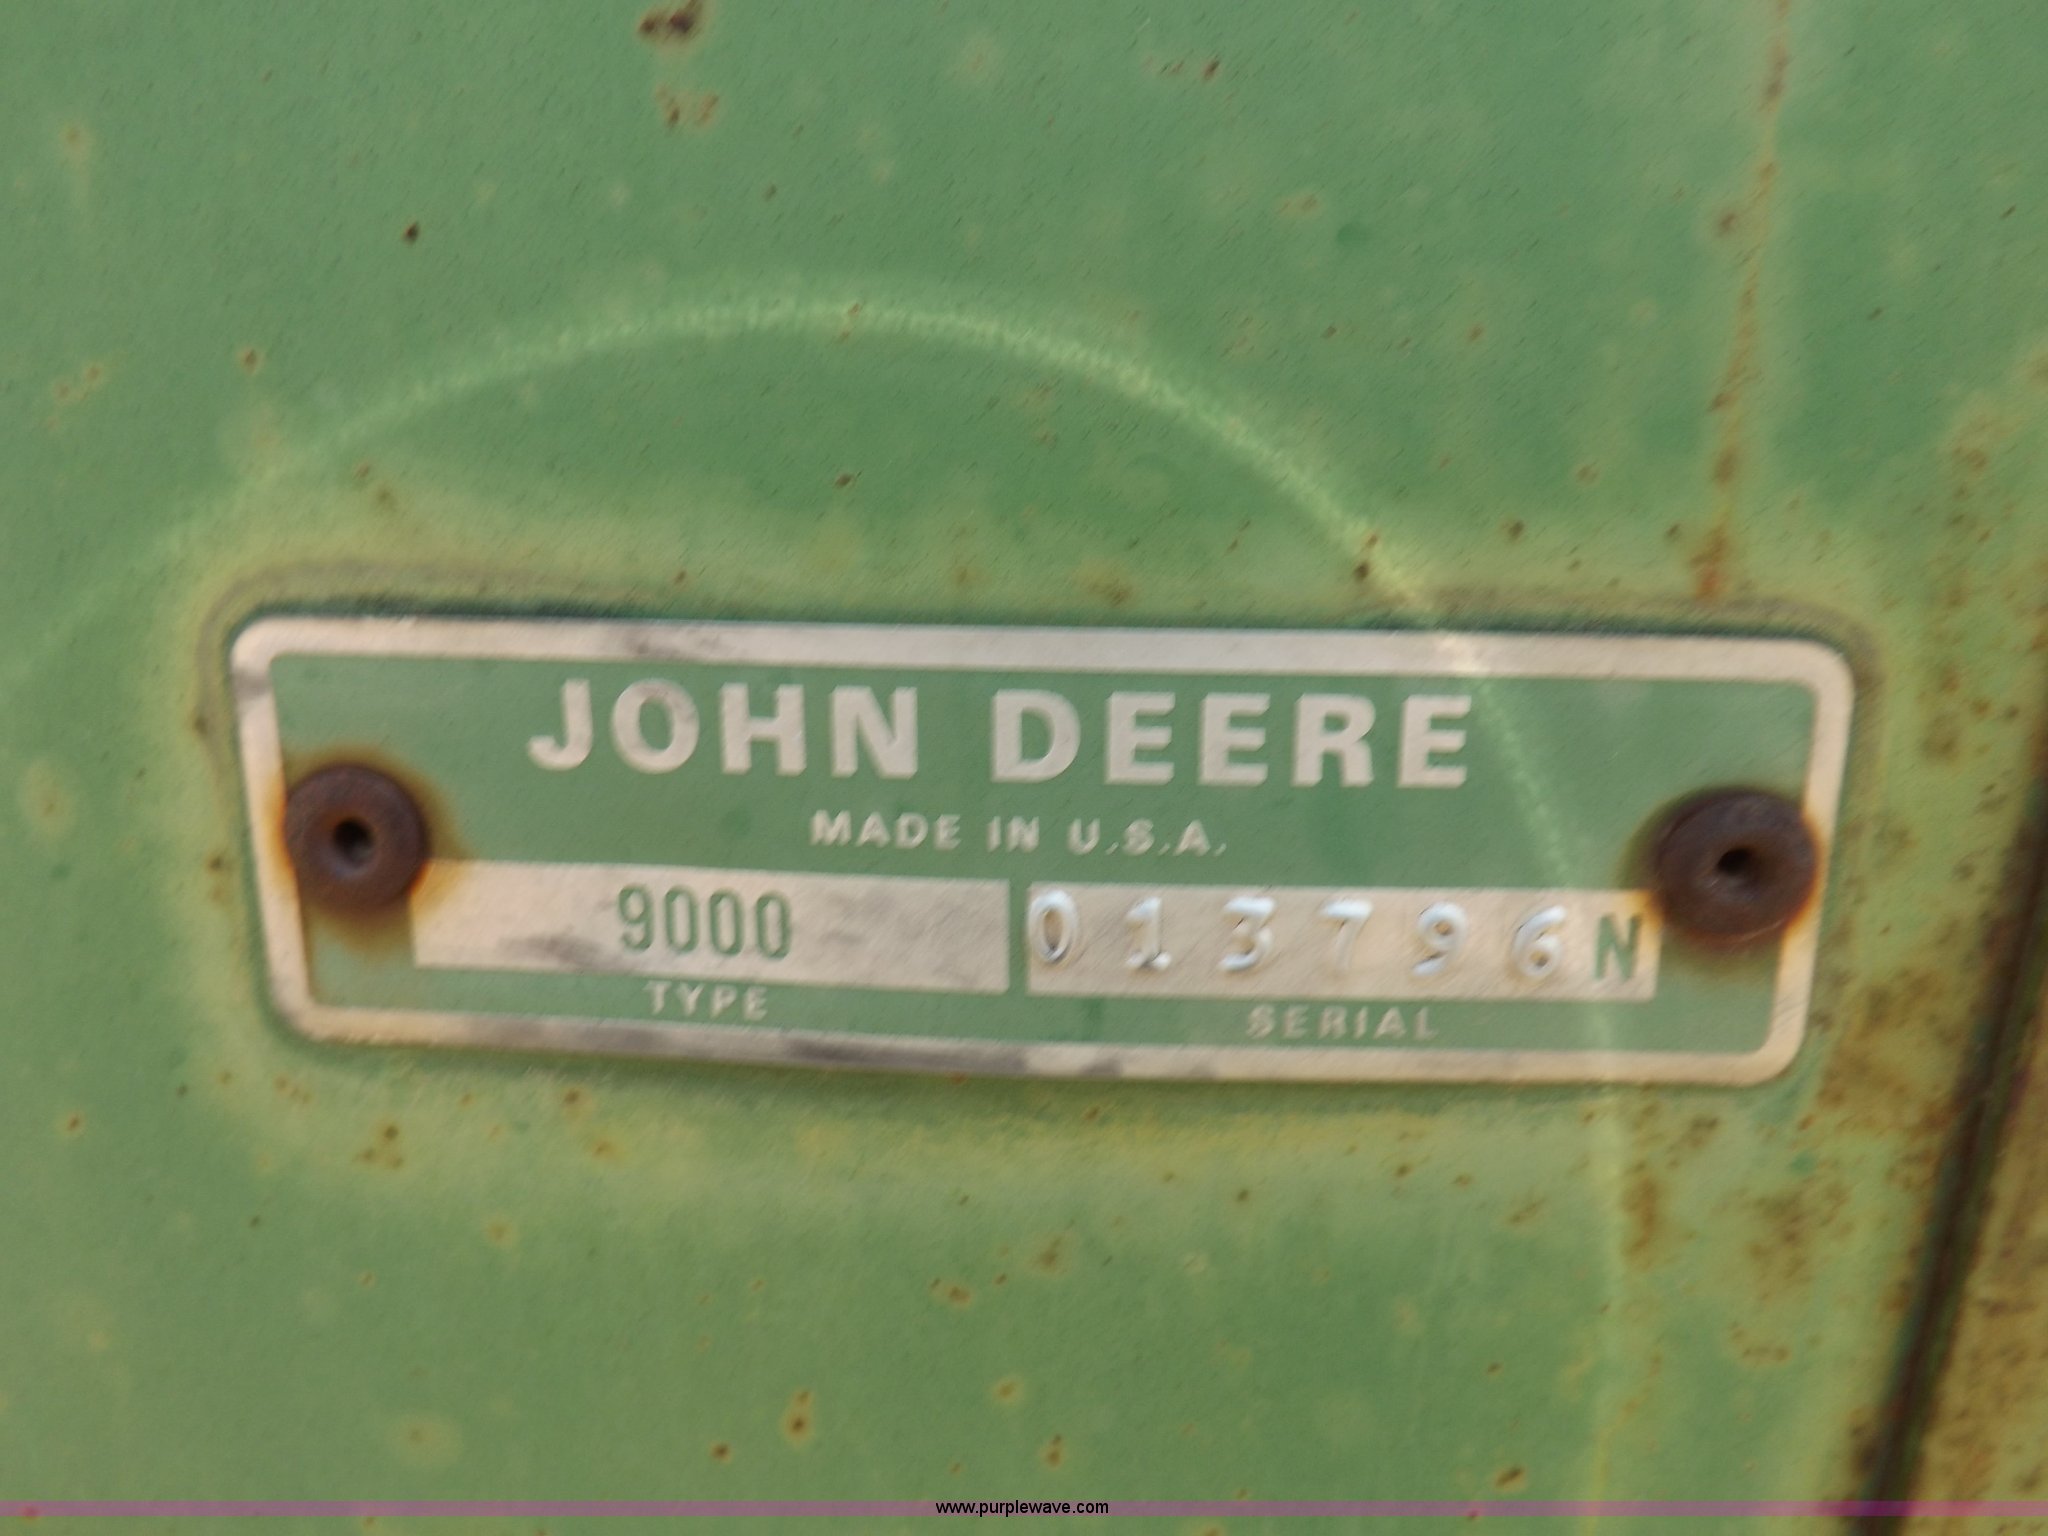 JOHN DEERE
MADE IN U.S.A.
9000 013796N
TYPE SERIAL
www.purplewave.com